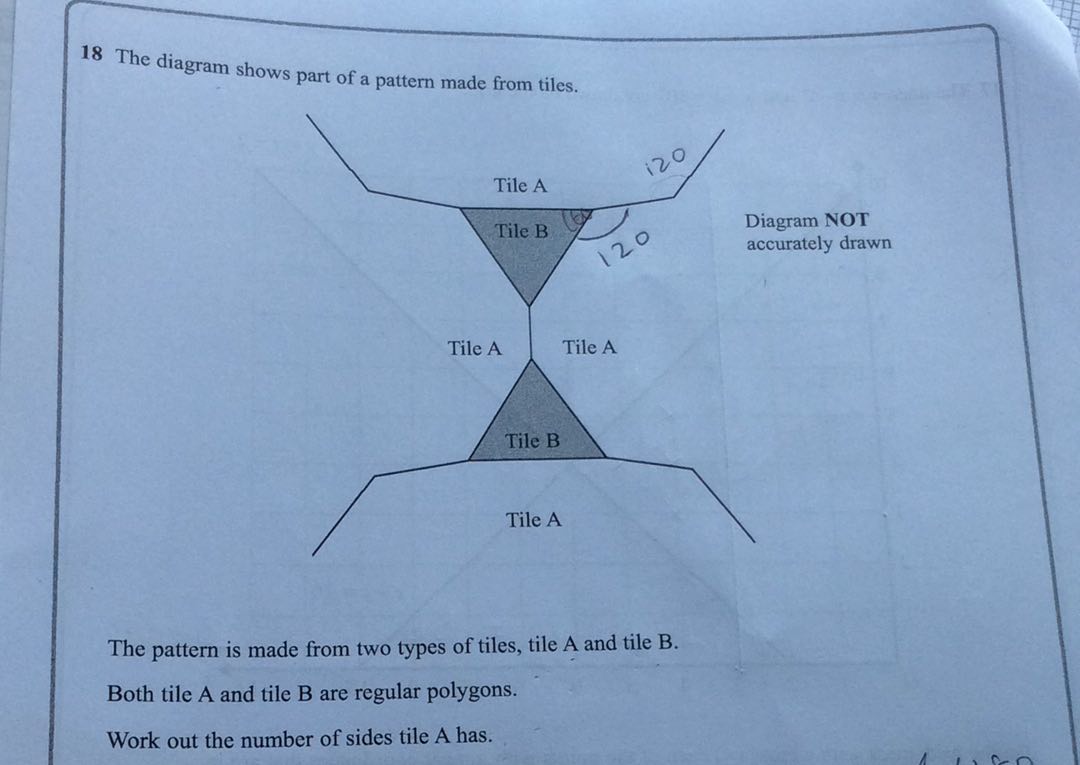 18 The diagram shows part of a pattern made from tiles.
120
Tile A
Tile B
120
Diagram NOT
accurately drawn
Tile A
Tile A
Tile B
Tile A
The pattern is made from two types of tiles, tile A and tile B.
Both tile A and tile B are regular polygons.
Work out the number of sides tile A has.